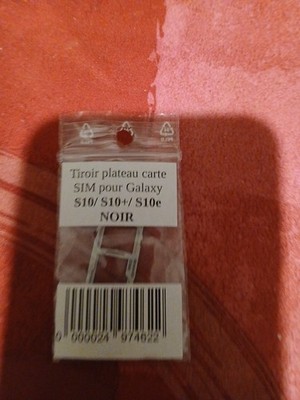 Tiroir plateau carte
SIM pour Galaxy
S10/ S10+/ S10e
NOIR
0 000024 974622